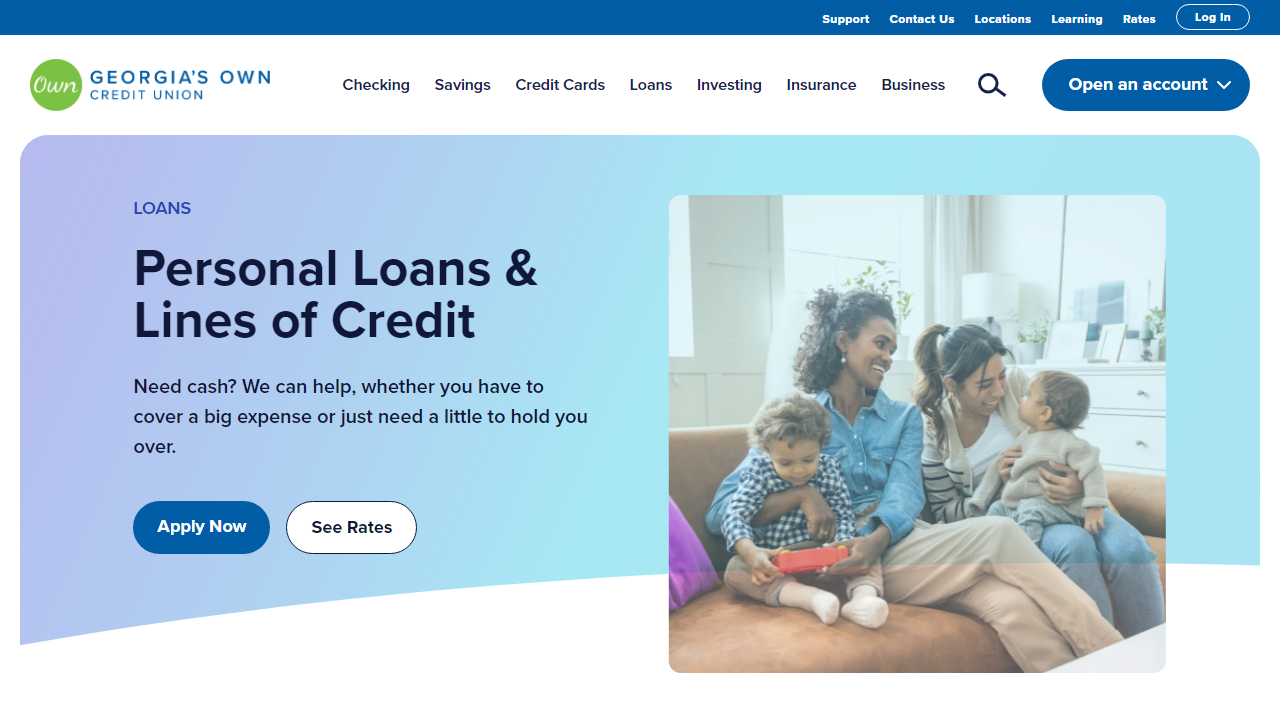 Support Contact Us Locations Learning Rates Log In
Own GEORGIA'S OWN
CREDIT UNION
Checking Savings Credit Cards Loans Investing Insurance Business Open an account
LOANS
Personal Loans &
Lines of Credit
Need cash? We can help, whether you have to
cover a big expense or just need a little to hold you
over.
Apply Now See Rates